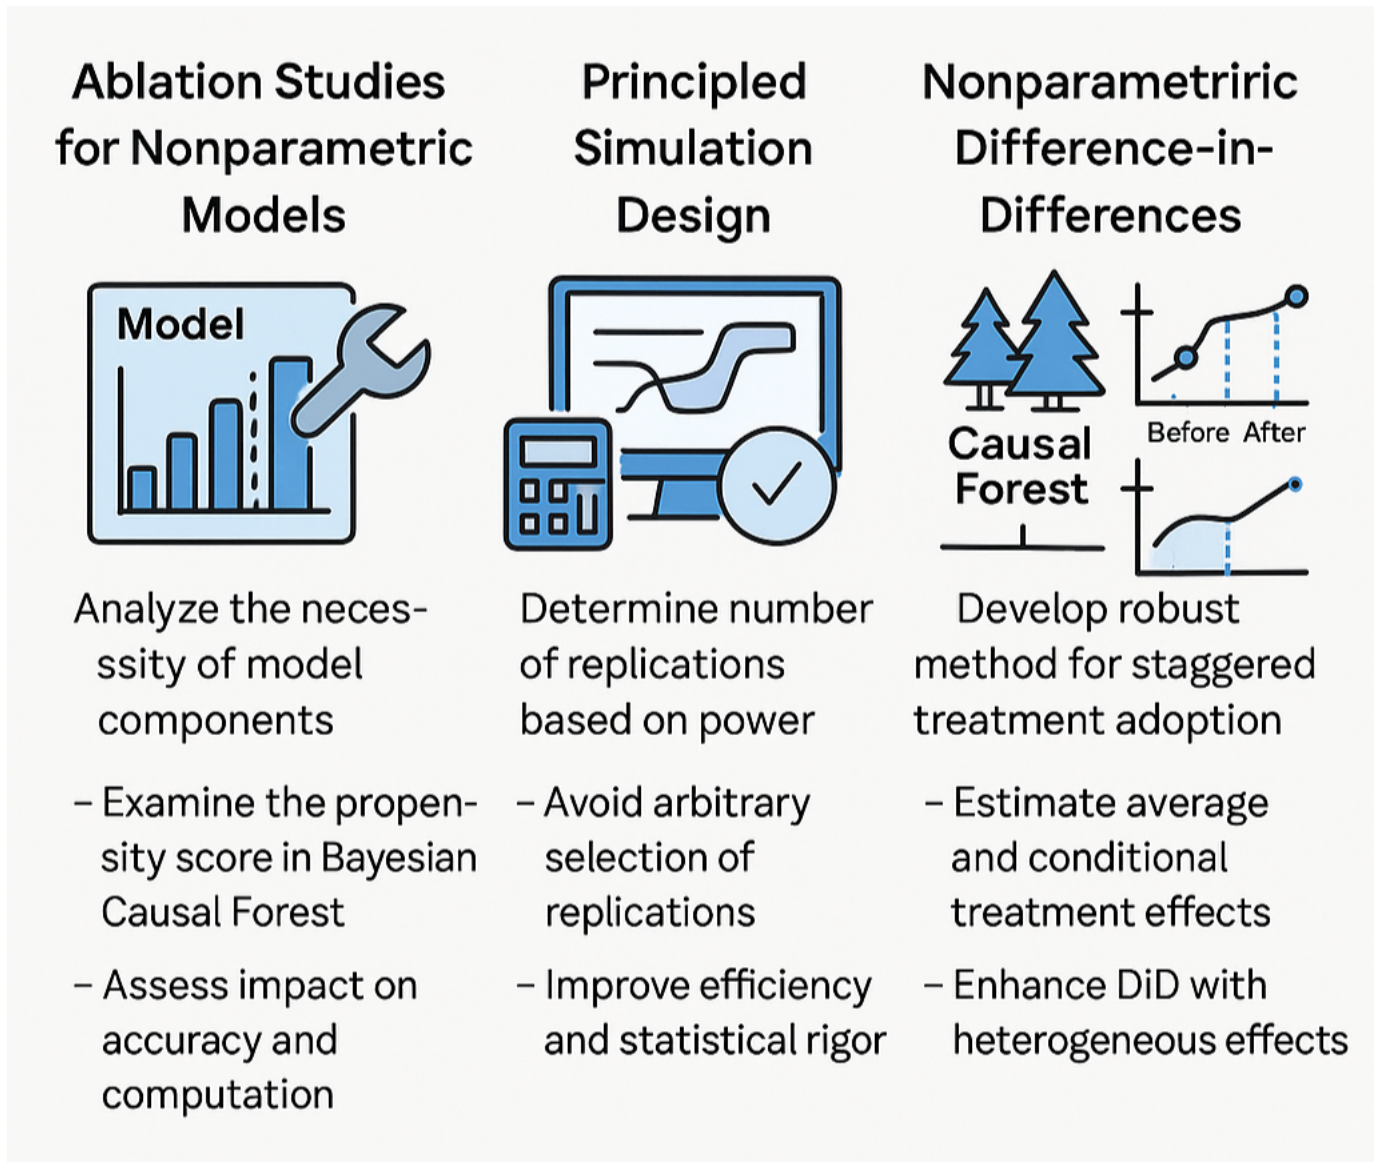 Ablation Studies
for Nonparametric
Models
Model
Analyze the neces-
ssity of model
components
– Examine the propen-
sity score in Bayesian
Causal Forest
– Assess impact on
accuracy and
computation
Principled
Simulation
Design
Determine number
of replications
based on power
– Avoid arbitrary
selection of
replications
– Improve efficiency
and statistical rigor
Nonparametriric
Difference-in-
Differences
Causal
Forest
Before After
Develop robust
method for staggered
treatment adoption
– Estimate average
and conditional
treatment effects
– Enhance DiD with
heterogeneous effects